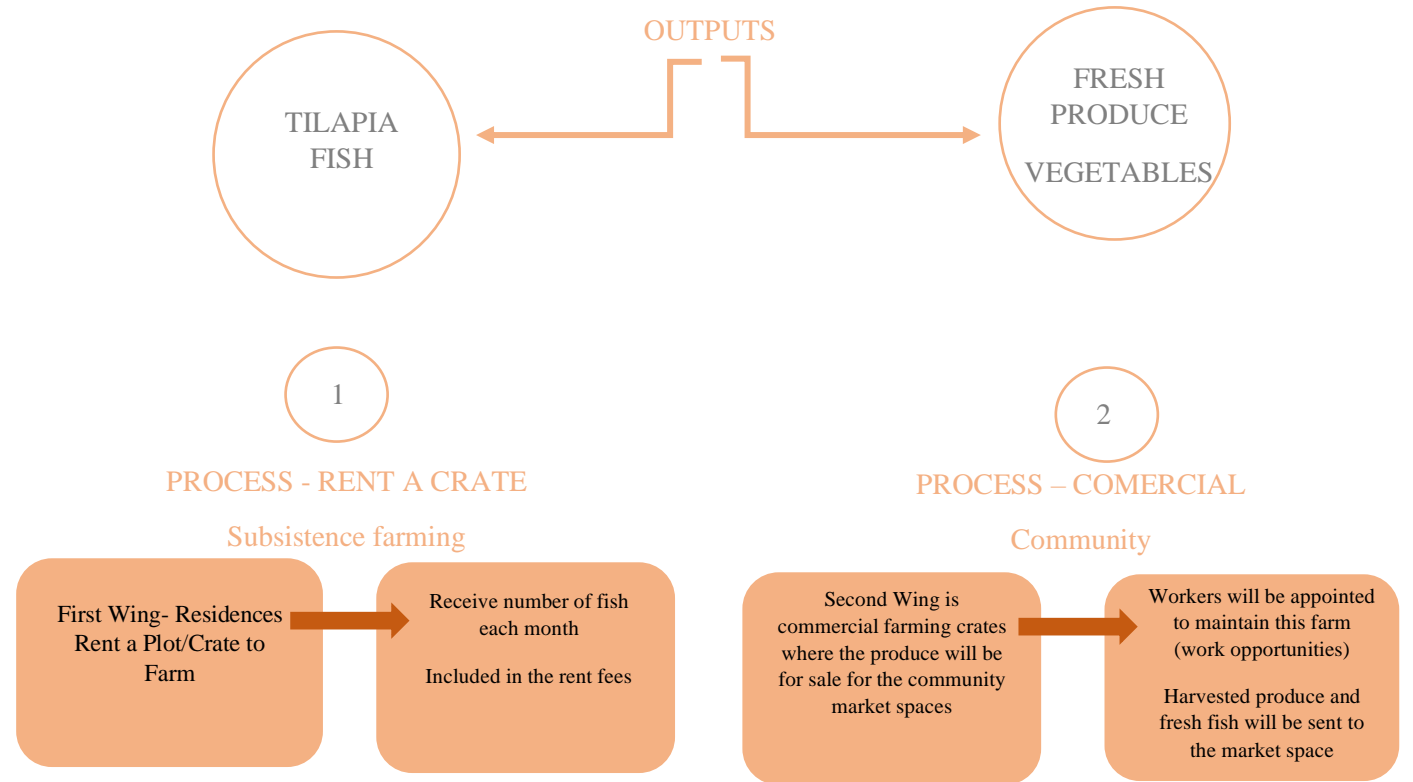 OUTPUTS
TILAPIA
FISH
FRESH
PRODUCE
VEGETABLES
1
PROCESS - RENT A CRATE
Subsistence farming
First Wing- Residences
Rent a Plot/Crate to
Farm
Receive number of fish
each month
Included in the rent fees
2
PROCESS – COMERCIAL
Community
Second Wing is
commercial farming crates
where the produce will be
for sale for the community
market spaces
Workers will be appointed
to maintain this farm
(work opportunities)
Harvested produce and
fresh fish will be sent to
the market space